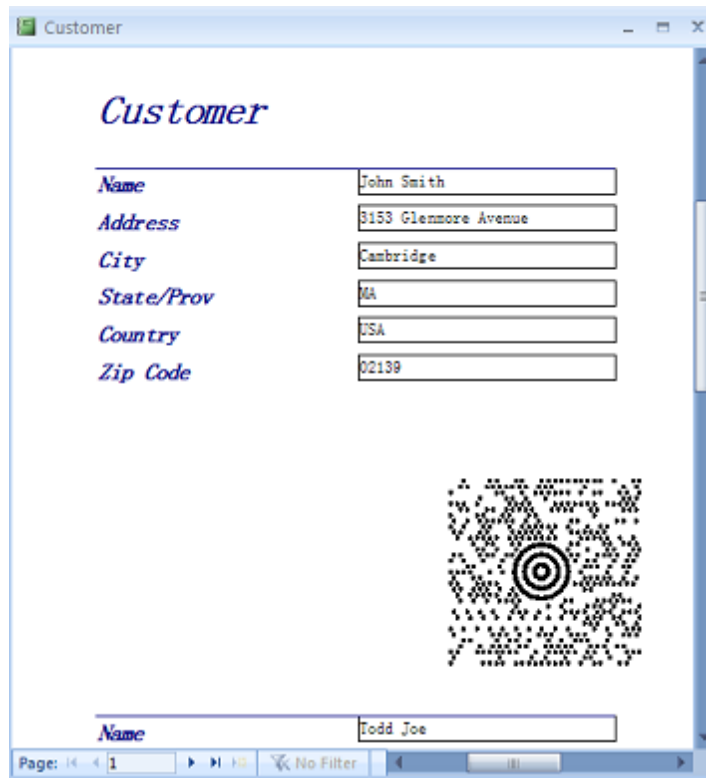 Customer
Customer
Name John Smith
Address 3153 Glenmore Avenue
City Cambridge
State/Prov MA
Country USA
Zip Code 02139
Name Todd Joe
Page: 1 No Filter